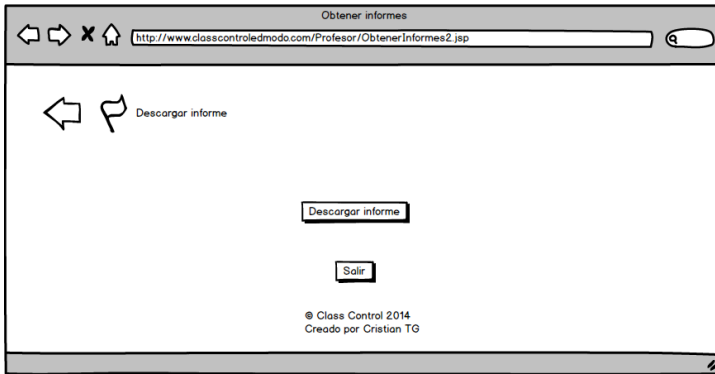 Obtener informes
http://www.classcontroledmodo.com/Profesor/ObtenerInformes2.jsp
Descargar informe
Descargar informe
Salir
© Class Control 2014
Creado por Cristian TG